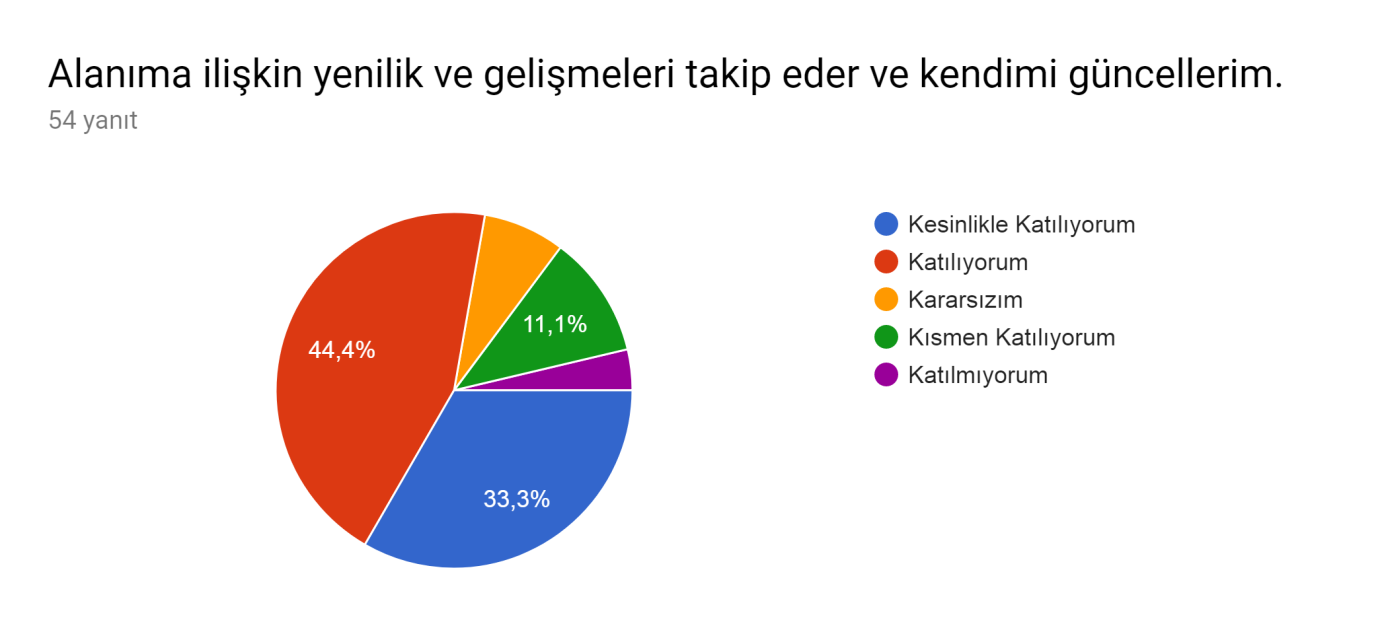 Alanıma ilişkin yenilik ve gelişmeleri takip eder ve kendimi güncellerim.
54 yanıt
44,4%
11,1%
33,3%
Kesinlikle Katılıyorum
Katılıyorum
Kararsızım
Kısmen Katılıyorum
Katılmıyorum